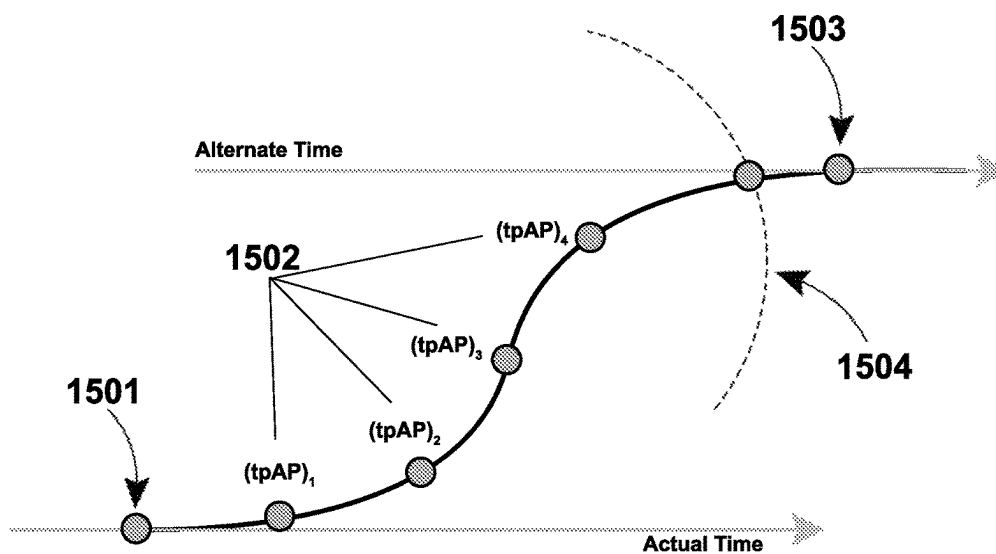 1503
Alternate Time
(tpAP)4
1502
(tpAP)3
1504
1501
(tpAP)2
(tpAP)1
Actual Time